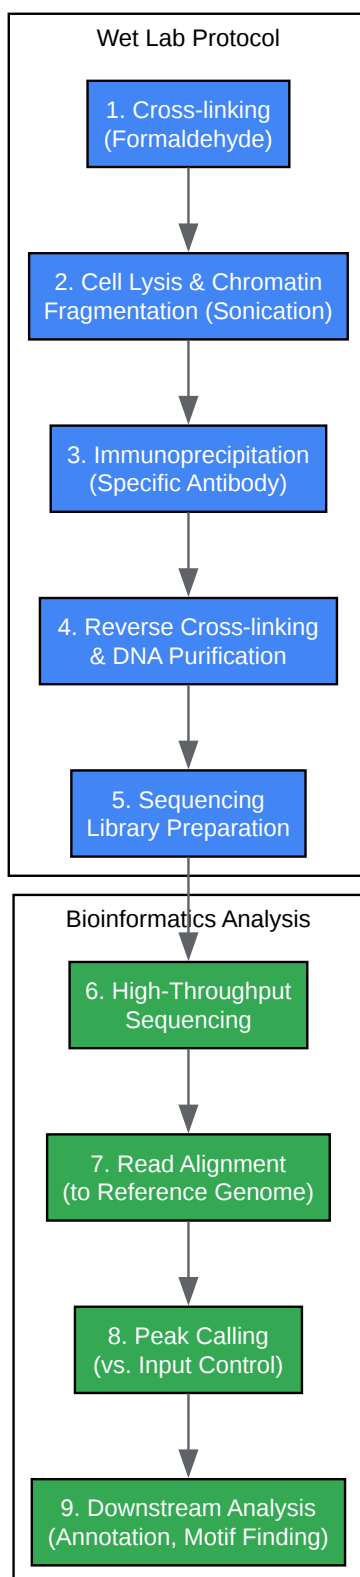 Wet Lab Protocol
1. Cross-linking
(Formaldehyde)
2. Cell Lysis & Chromatin
Fragmentation (Sonication)
3. Immunoprecipitation
(Specific Antibody)
4. Reverse Cross-linking
& DNA Purification
5. Sequencing
Library Preparation
Bioinformatics Analysis
6. High-Throughput
Sequencing
7. Read Alignment
(to Reference Genome)
8. Peak Calling
(vs. Input Control)
9. Downstream Analysis
(Annotation, Motif Finding)